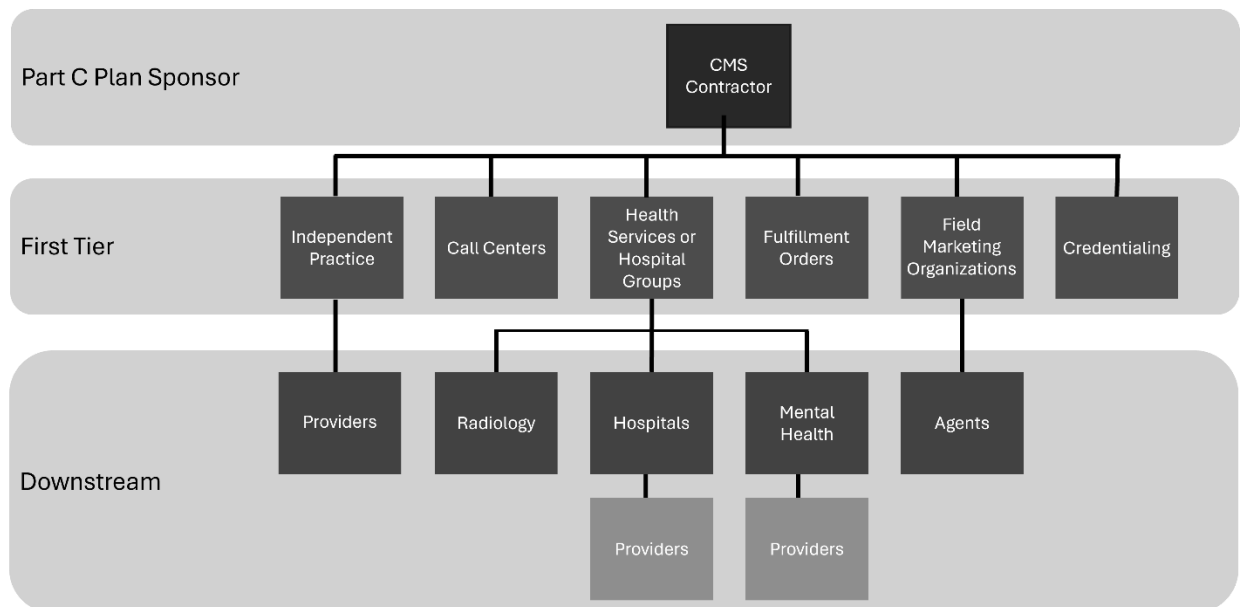 Part C Plan Sponsor
CMS
Contractor
First Tier
Independent
Practice
Call Centers
Health
Services or
Hospital
Groups
Fulfillment
Orders
Field
Marketing
Organizations
Credentialing
Downstream
Providers
Radiology
Hospitals
Mental
Health
Agents
Providers
Providers